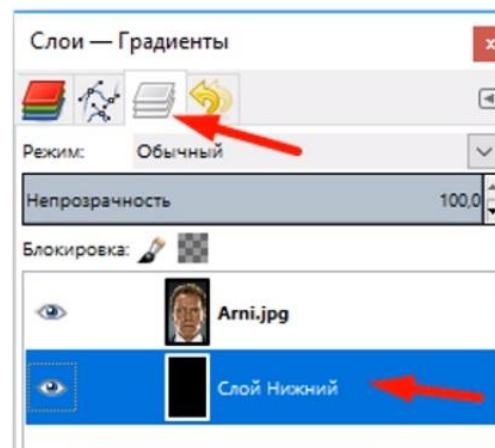 Слои — Градиенты
Режим: Обычный
Непрозрачность 100,0
Блокировка:
Arni.jpg
Слой Нижний